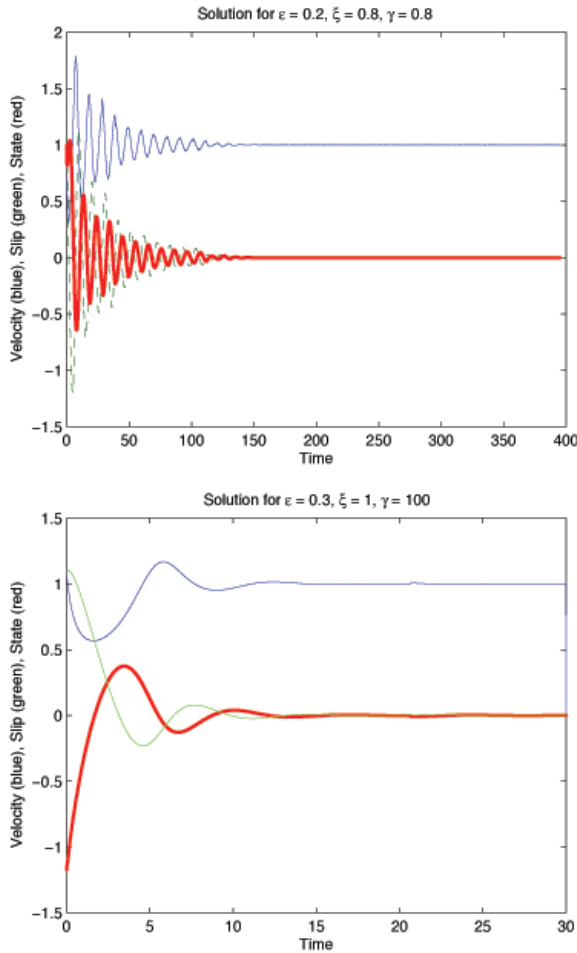 Solution for ε = 0.2, ξ = 0.8, γ = 0.8
Velocity (blue), Slip (green), State (red)
2
1.5
1
0.5
0
−0.5
−1
−1.5
0 50 100 150 200 250 300 350 400
Time
Solution for ε = 0.3, ξ = 1, γ = 100
Velocity (blue), Slip (green), State (red)
1.5
1
0.5
0
−0.5
−1
−1.5
0 5 10 15 20 25 30
Time